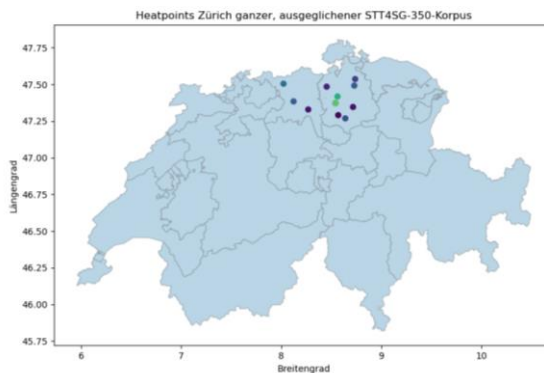 Heatpoints Zürich ganzer, ausgeglichener STT4SG-350-Korpus
47.75
47.50
47.25
47.00
46.75
46.50
46.25
46.00
45.75
Längengrad
6 7 8 9 10
Breitengrad